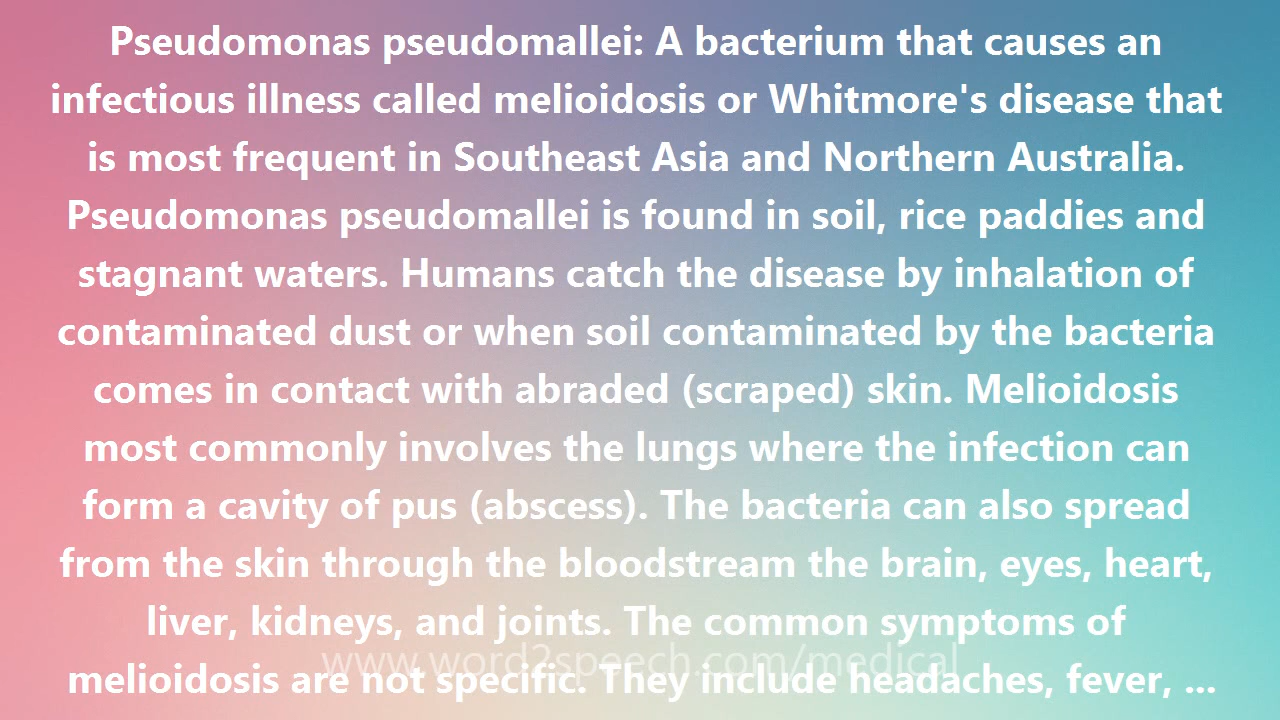 Pseudomonas pseudomallei: A bacterium that causes an
infectious illness called melioidosis or Whitmore's disease that
is most frequent in Southeast Asia and Northern Australia.
Pseudomonas pseudomallei is found in soil, rice paddies and
stagnant waters. Humans catch the disease by inhalation of
contaminated dust or when soil contaminated by the bacteria
comes in contact with abraded (scraped) skin. Melioidosis
most commonly involves the lungs where the infection can
form a cavity of pus (abscess). The bacteria can also spread
from the skin through the bloodstream the brain, eyes, heart,
liver, kidneys, and joints. The common symptoms of
www.word2speech.com/medical
melioidosis are not specific. They include headaches, fever, ...